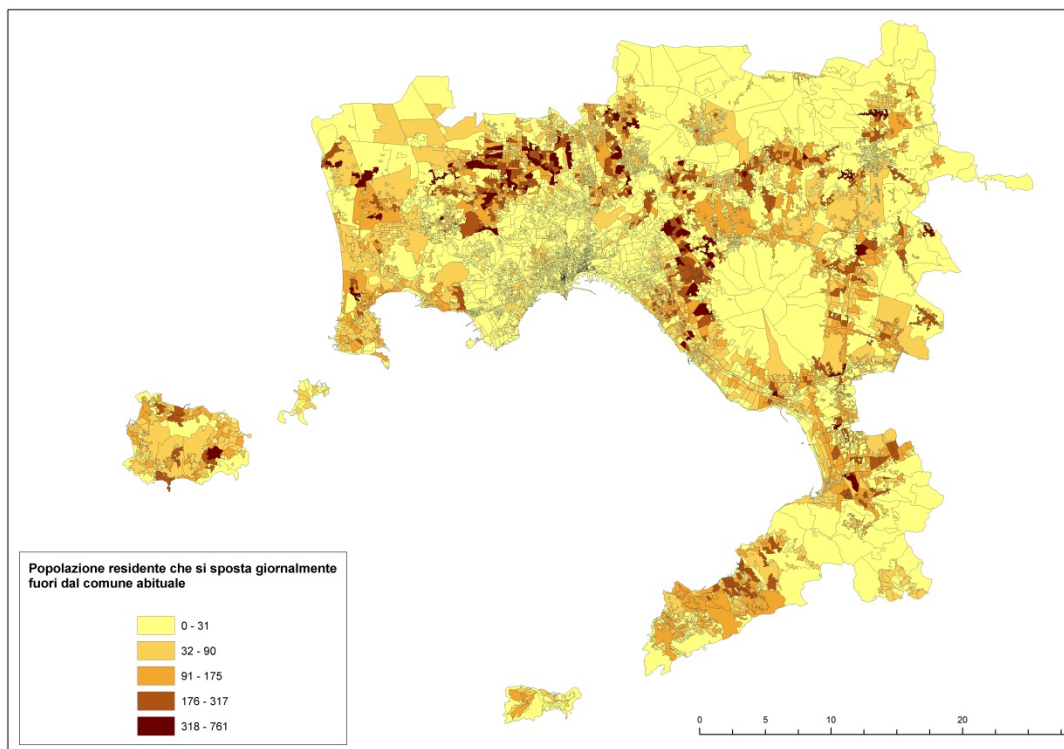 Popolazione residente che si sposta giornalmente
fuori dal comune abituale
0 - 31
32 - 90
91 - 175
176 - 317
318 - 761
0 5 10 20